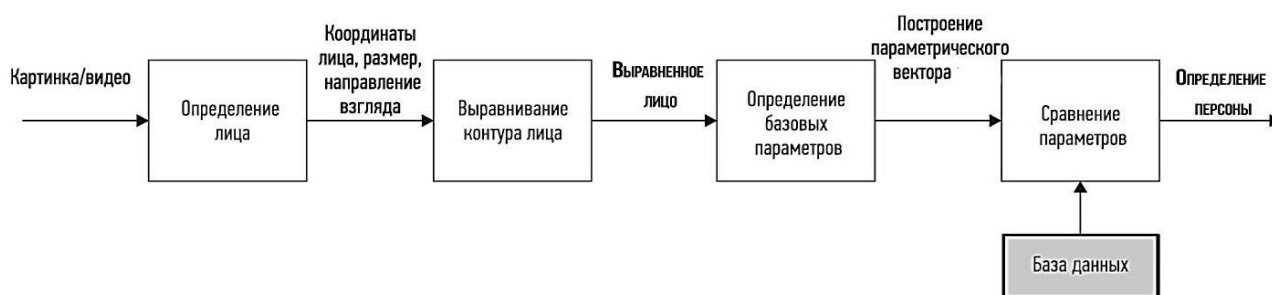 Картинка/видео
Определение
лица
Координаты
лица, размер,
направление
взгляда
Выравнивание
контура лица
Выравненное
лицо
Определение
базовых
параметров
Построение
параметрического
вектора
Сравнение
параметров
Определение
персоны
База данных